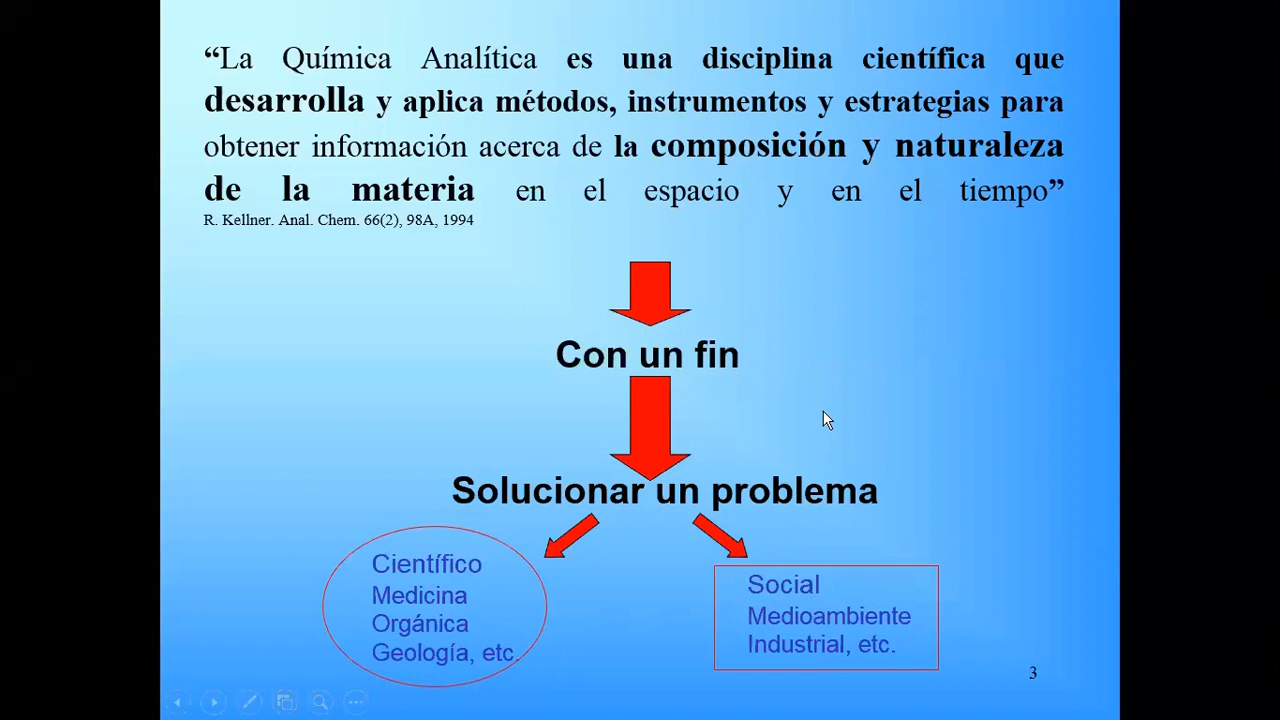 “La Química Analítica es una disciplina científica que
desarrolla y aplica métodos, instrumentos y estrategias para
obtener información acerca de la composición y naturaleza
de la materia en el espacio y en el tiempo”
R. Kellner. Anal. Chem. 66(2), 98A, 1994
Con un fin
Solucionar un problema
Científico
Medicina
Orgánica
Geología, etc.
Social
Medioambiente
Industrial, etc.
3